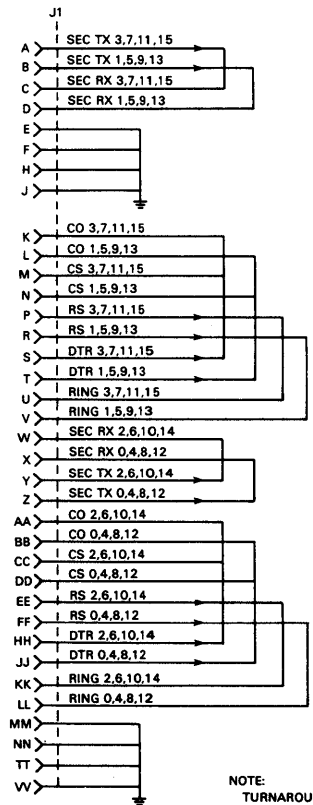 J1
A SEC TX 3,7,11,15
B SEC TX 1,5,9,13
C SEC RX 3,7,11,15
D SEC RX 1,5,9,13
E
F
H
J
K CO 3,7,11,15
L CO 1,5,9,13
M CS 3,7,11,15
N CS 1,5,9,13
P RS 3,7,11,15
R RS 1,5,9,13
S DTR 3,7,11,15
T DTR 1,5,9,13
U RING 3,7,11,15
V RING 1,5,9,13
W SEC RX 2,6,10,14
X SEC RX 0,4,8,12
Y SEC TX 2,6,10,14
Z SEC TX 0,4,8,12
AA CO 2,6,10,14
BB CO 0,4,8,12
CC CS 2,6,10,14
DD CS 0,4,8,12
EE RS 2,6,10,14
FF RS 0,4,8,12
HH DTR 2,6,10,14
JJ DTR 0,4,8,12
KK RING 2,6,10,14
LL RING 0,4,8,12
MM
NN
TT
VV
NOTE:
TURNAROU